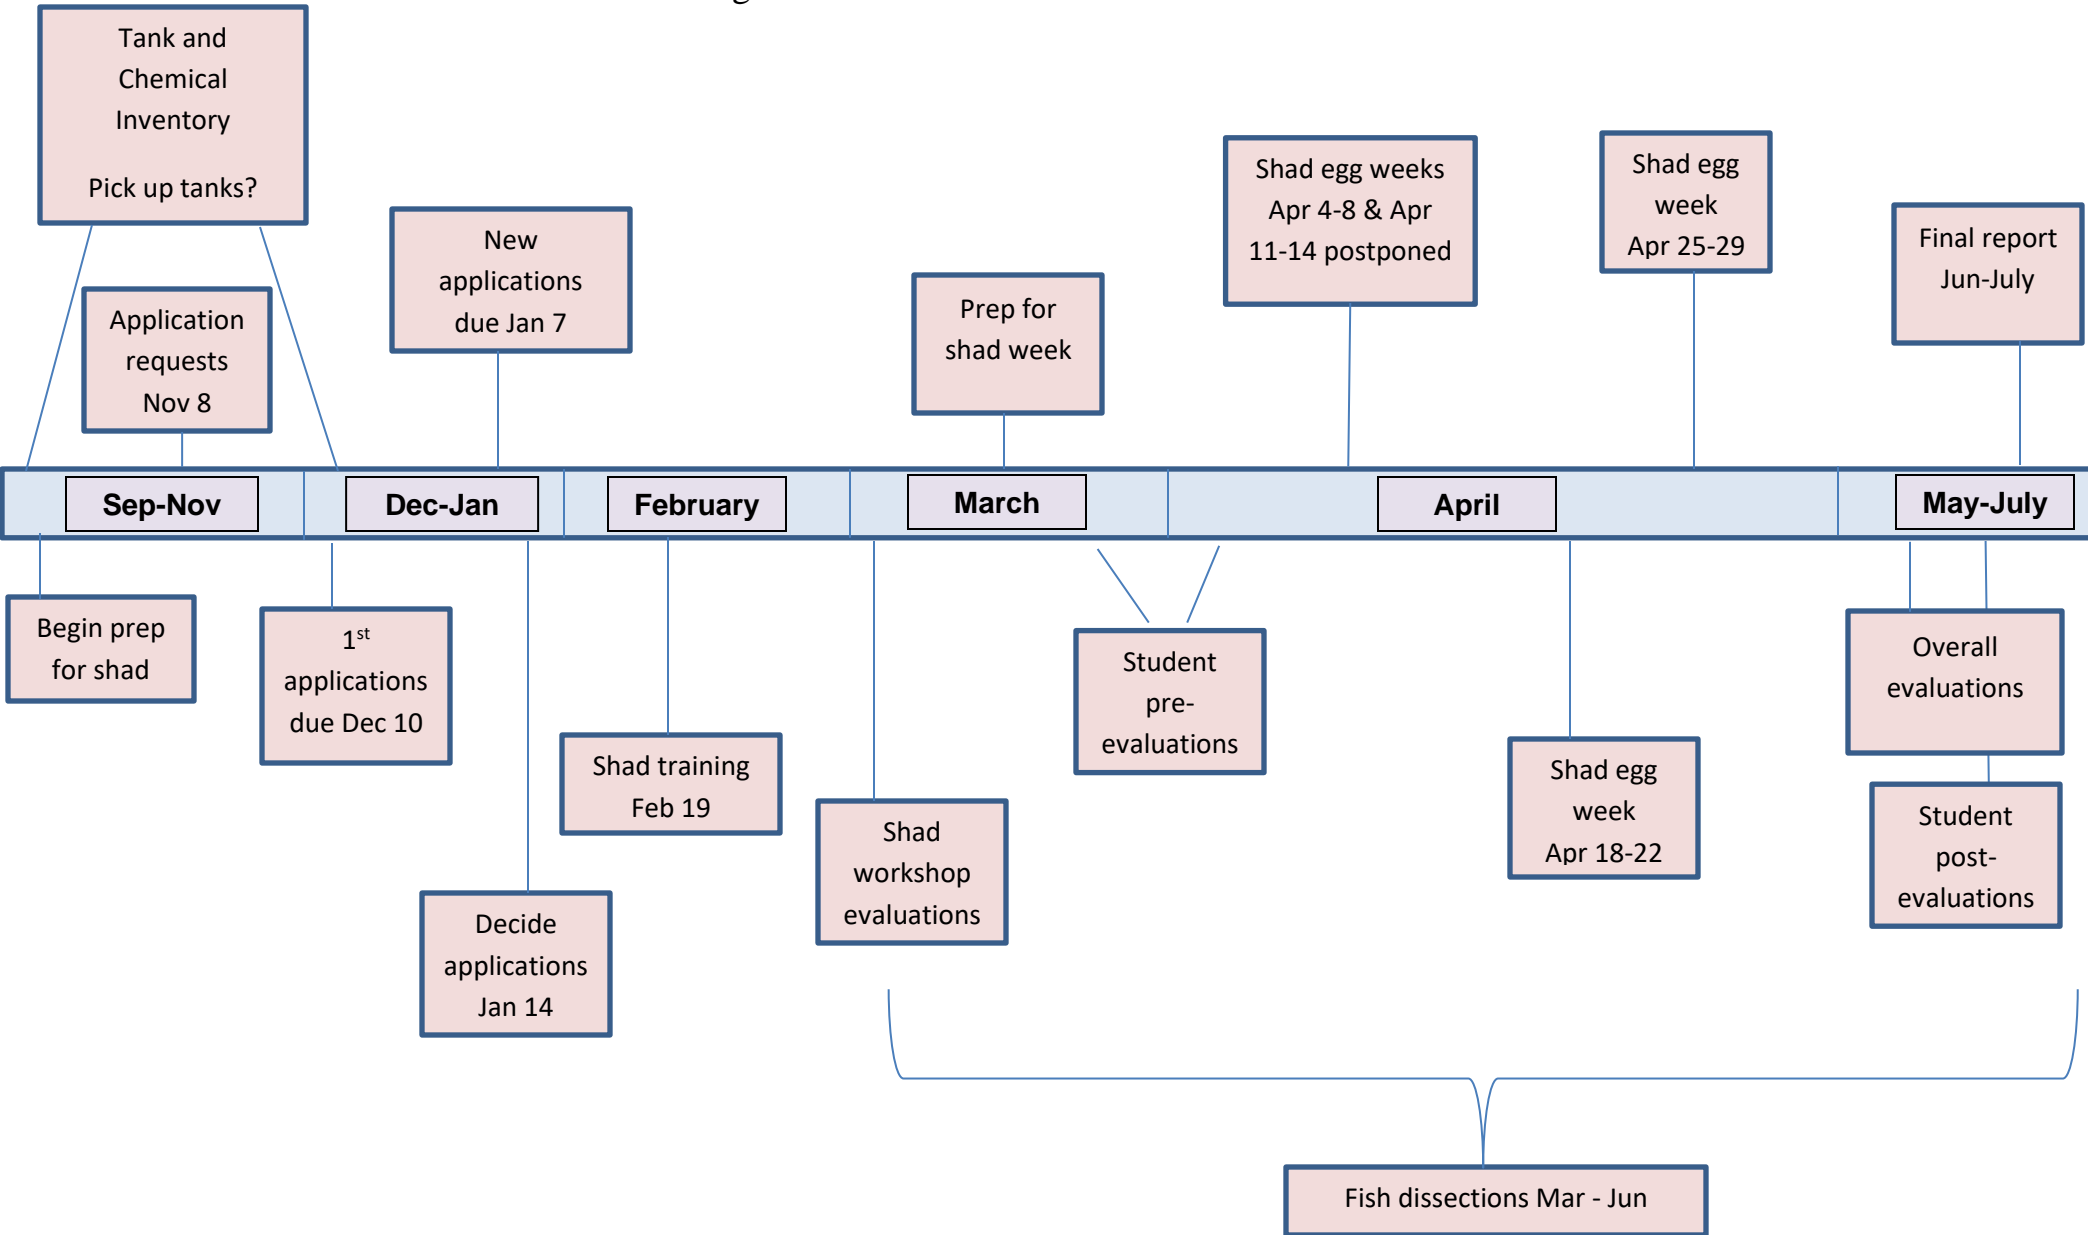 g
Tank and
Chemical
Inventory
Pick up tanks?
Application
requests
Nov 8
New
applications
due Jan 7
Prep for
shad week
Shad egg weeks
Apr 4-8 & Apr
11-14 postponed
Shad egg
week
Apr 25-29
Final report
Jun-July
Sep-Nov
Dec-Jan
February
March
April
May-July
Begin prep
for shad
1st
applications
due Dec 10
Decide
applications
Jan 14
Shad training
Feb 19
Shad
workshop
evaluations
Student
pre-
evaluations
Shad egg
week
Apr 18-22
Overall
evaluations
Student
post-
evaluations
Fish dissections Mar - Jun